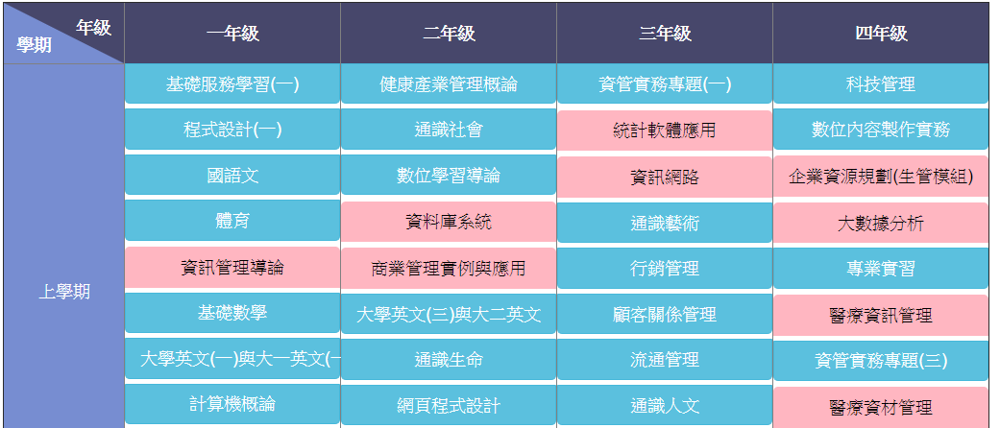 年級
學期
一年級 二年級 三年級 四年級
基礎服務學習(一) 健康產業管理概論 資管實務專題(一) 科技管理
程式設計(一) 通識社會 統計軟體應用 數位內容製作實務
國語文 數位學習導論 資訊網路 企業資源規劃(生管模組)
體育 資料庫系統 通識藝術 大數據分析
資訊管理導論 商業管理實例與應用 行銷管理 專業實習
上學期
基礎數學 大學英文(三)與大二英文 顧客關係管理 醫療資訊管理
大學英文(一)與大一英文(一 通識生命 流通管理 資管實務專題(三)
計算機概論 網頁程式設計 通識人文 醫療資材管理